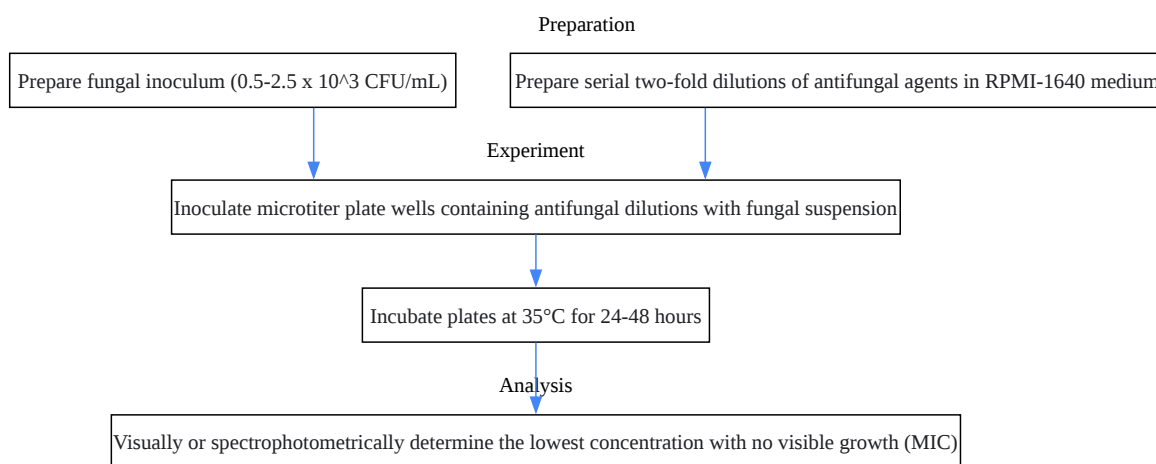 Preparation
Prepare fungal inoculum (0.5-2.5 x 10^3 CFU/mL)
Prepare serial two-fold dilutions of antifungal agents in RPMI-1640 medium
Experiment
Inoculate microtiter plate wells containing antifungal dilutions with fungal suspension
Incubate plates at 35°C for 24-48 hours
Analysis
Visually or spectrophotometrically determine the lowest concentration with no visible growth (MIC)